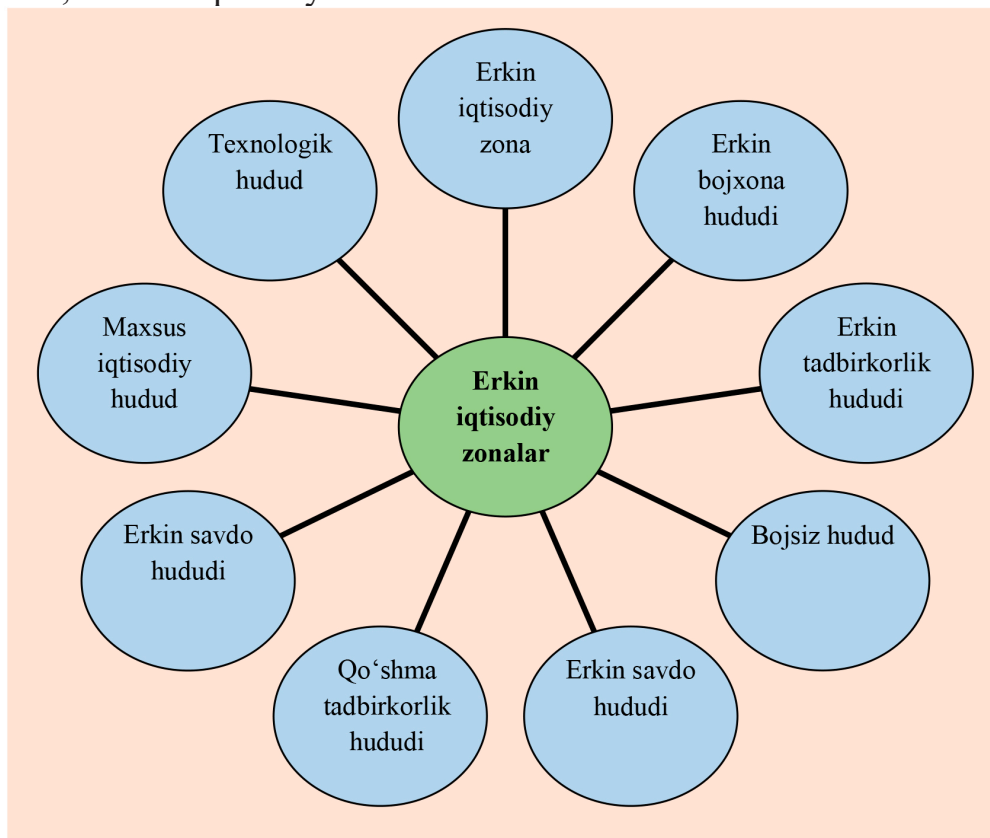 Erkin
iqtisodiy
zona
Erkin
bojxona
hududi
Erkin
tadbirkorlik
hududi
Bojsiz hudud
Erkin savdo
hududi
Qo‘shma
tadbirkorlik
hududi
Erkin savdo
hududi
Maxsus
iqtisodiy
hudud
Texnologik
hudud
Erkin
iqtisodiy
zonalar